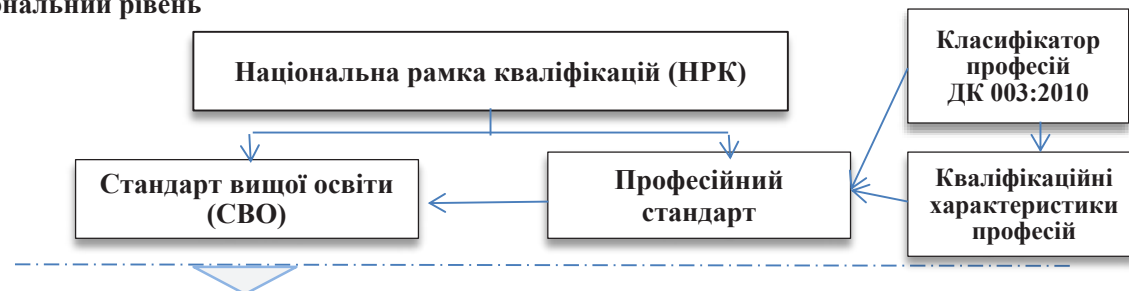 рівень
Національна рамка кваліфікацій (НРК)
Класифікатор
професій
ДК 003:2010
Стандарт вищої освіти
(СВО)
Професійний
стандарт
Кваліфікаційні
характеристики
професій